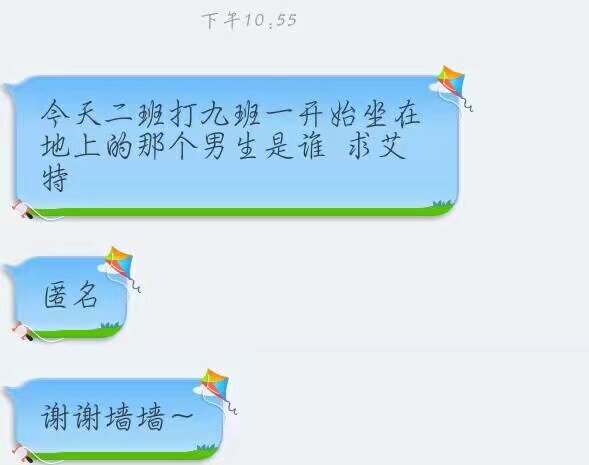 下午10:55
今天二班打九班一开始坐在
地上的那个男生是谁 求艾
特
匿名
谢谢墙墙~